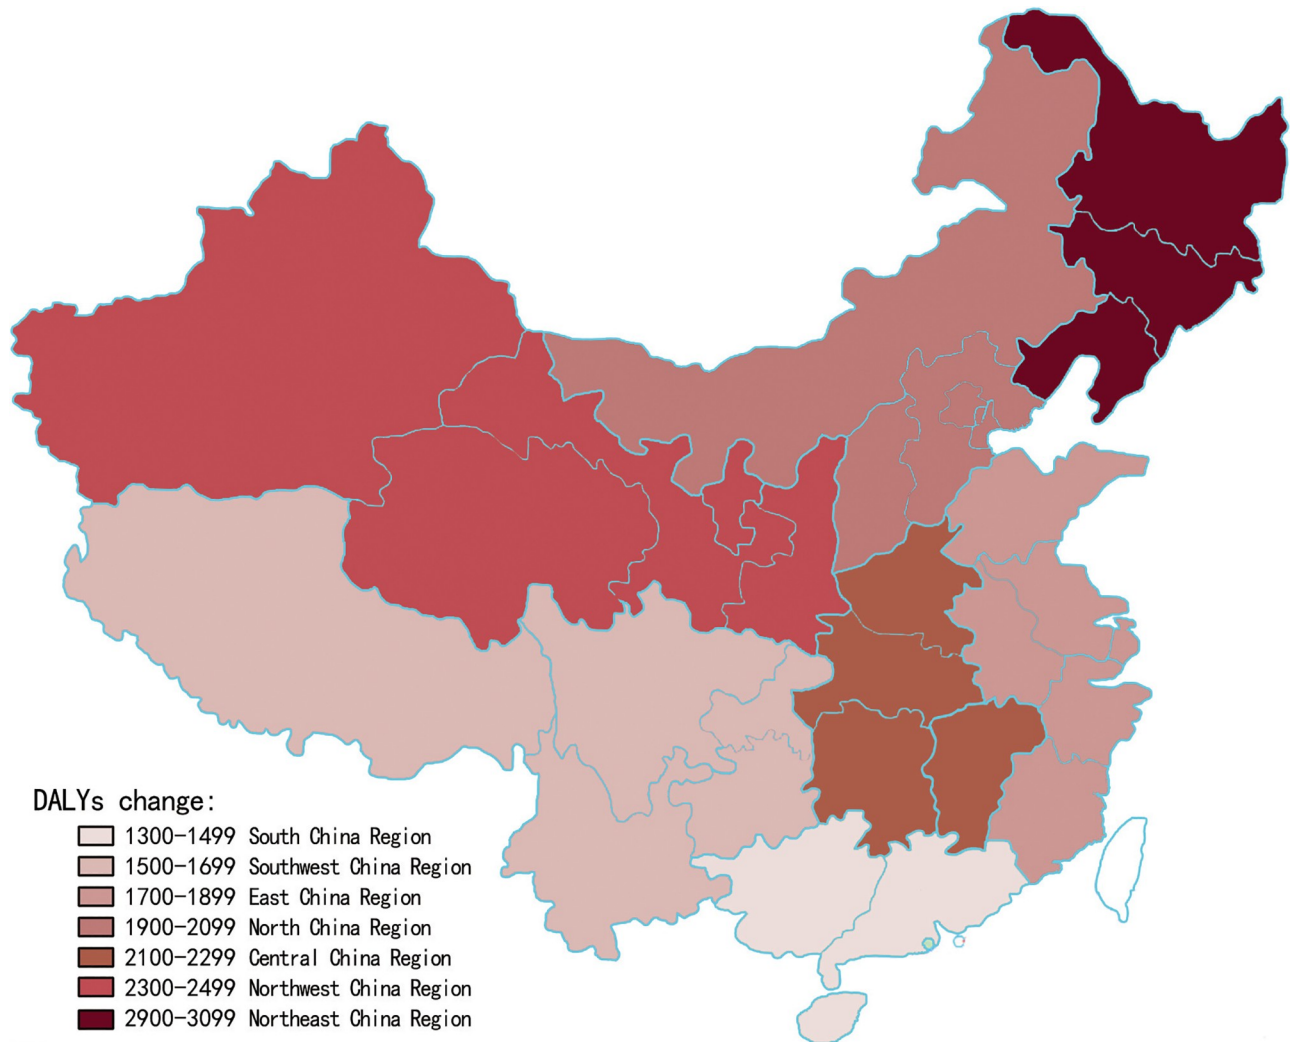 DALYs change:
1300-1499 South China Region
1500-1699 Southwest China Region
1700-1899 East China Region
1900-2099 North China Region
2100-2299 Central China Region
2300-2499 Northwest China Region
2900-3099 Northeast China Region